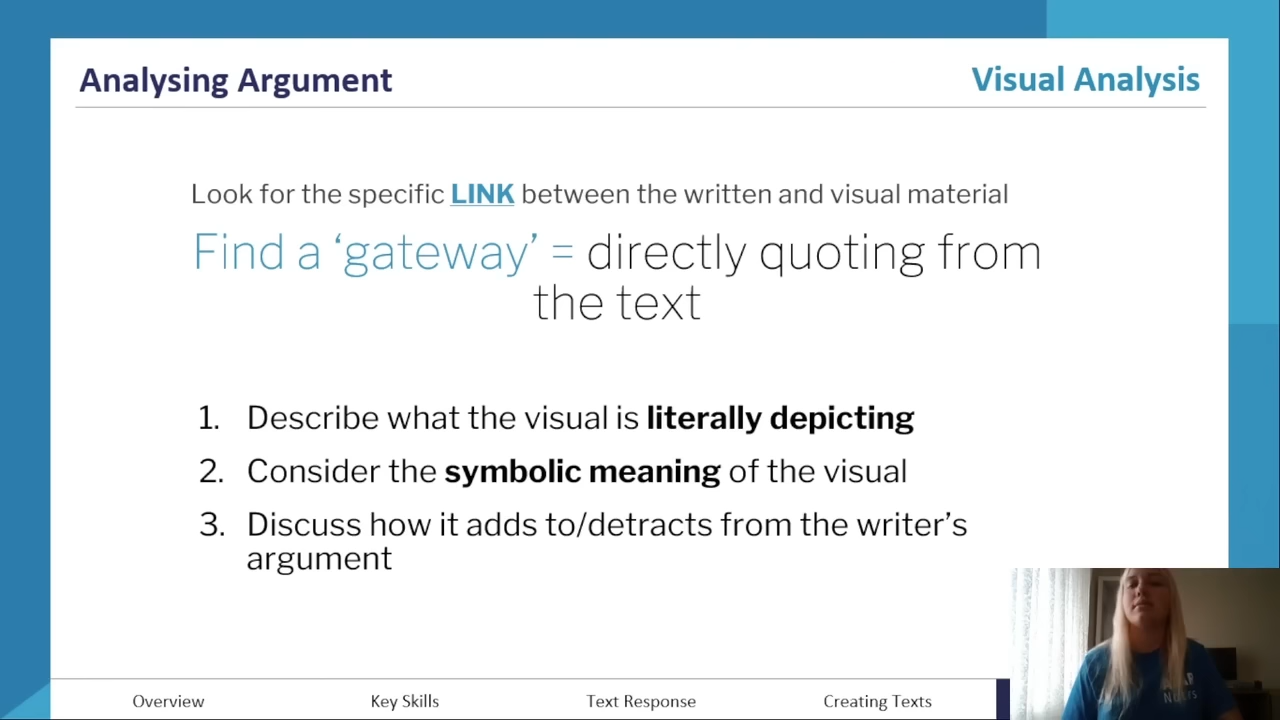 Analysing Argument
Visual Analysis
Look for the specific LINK between the written and visual material
Find a ‘gateway’ = directly quoting from
the text
1. Describe what the visual is literally depicting
2. Consider the symbolic meaning of the visual
3. Discuss how it adds to/detracts from the writer’s
argument
Overview
Key Skills
Text Response
Creating Texts